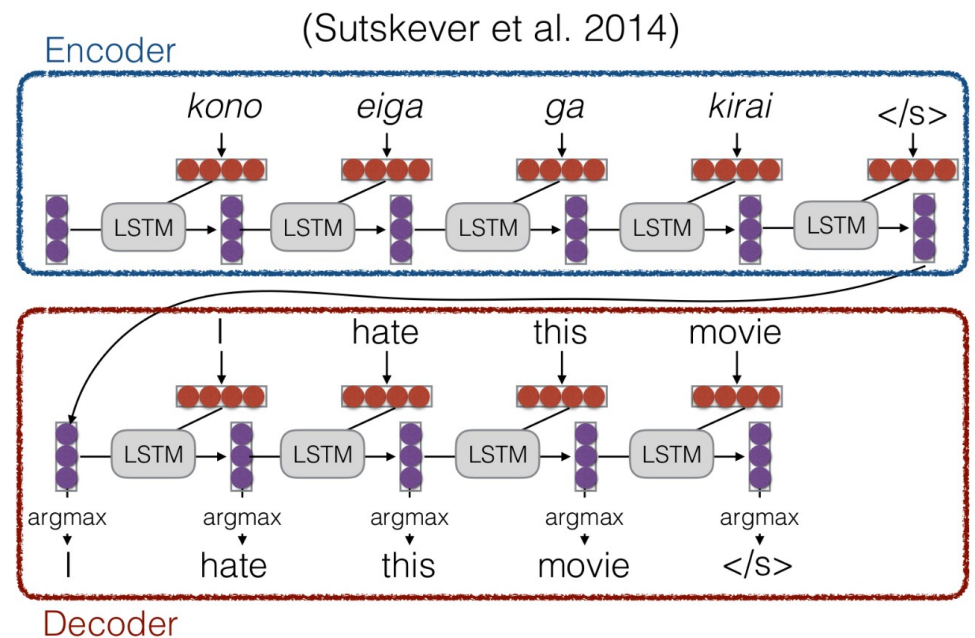 (Sutskever et al. 2014)
Encoder
kono eiga ga kirai </s>
LSTM LSTM LSTM LSTM LSTM
I hate this movie
LSTM LSTM LSTM LSTM
argmax argmax argmax argmax argmax
I hate this movie </s>
Decoder